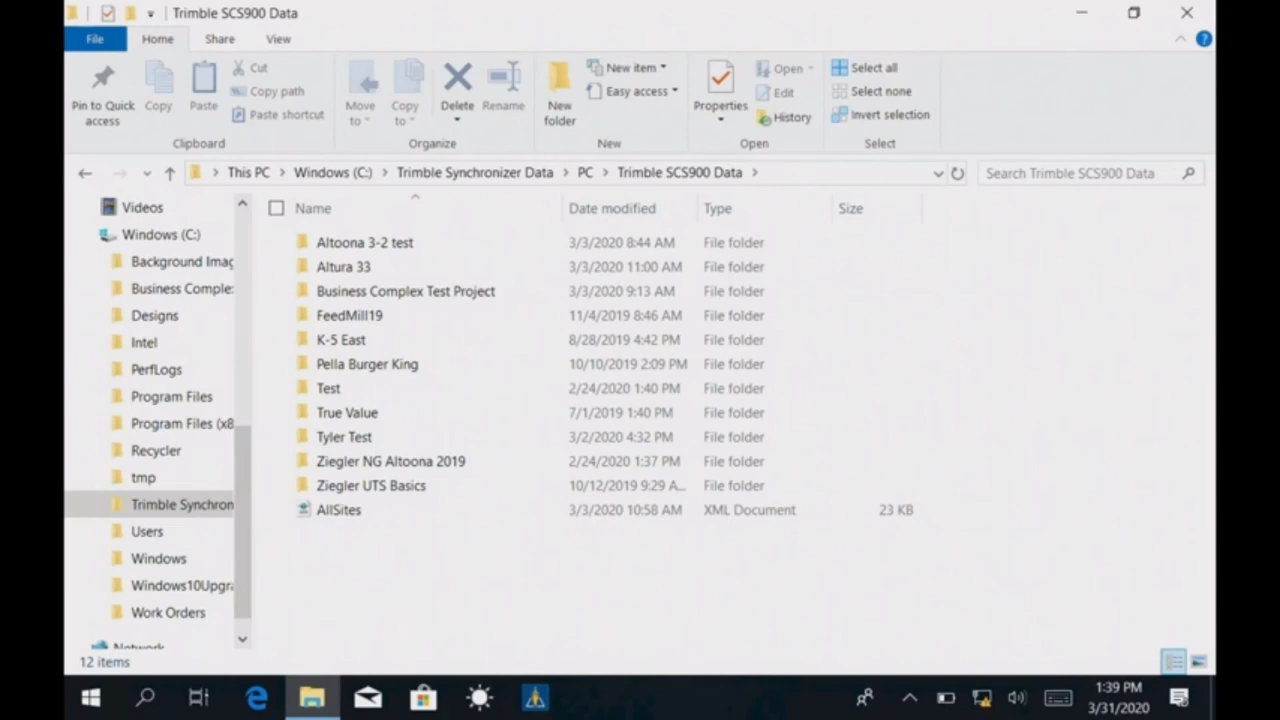 Trimble SCS900 Data
File Home Share View
Pin to Quick access
Copy
Paste
Cut
Copy path
Paste shortcut
Clipboard
Move to
Copy to
Delete
Rename
Organize
New folder
New item
Easy access
New
Properties
Open
Edit
History
Open
Select all
Select none
Invert selection
Select
This PC > Windows (C:) > Trimble Synchronizer Data > PC > Trimble SCS900 Data >
Search Trimble SCS900 Data
Videos
Windows (C:)
Background Imag
Business Comple
Designs
Intel
PerfLogs
Program Files
Program Files (x8
Recycler
tmp
Trimble Synchron
Users
Windows
Windows10Upgra
Work Orders
Network
Name Date modified Type Size
Altoona 3-2 test 3/3/2020 8:44 AM File folder
Altura 33 3/3/2020 11:00 AM File folder
Business Complex Test Project 3/3/2020 9:13 AM File folder
FeedMill19 11/4/2019 8:46 AM File folder
K-5 East 8/28/2019 4:42 PM File folder
Pella Burger King 10/10/2019 2:09 PM File folder
Test 2/24/2020 1:40 PM File folder
True Value 7/1/2019 1:40 PM File folder
Tyler Test 3/2/2020 4:32 PM File folder
Ziegler NG Altoona 2019 2/24/2020 1:37 PM File folder
Ziegler UTS Basics 10/12/2019 9:29 A... File folder
AllSites 3/3/2020 10:58 AM XML Document 23 KB
12 items
1:39 PM
3/31/2020